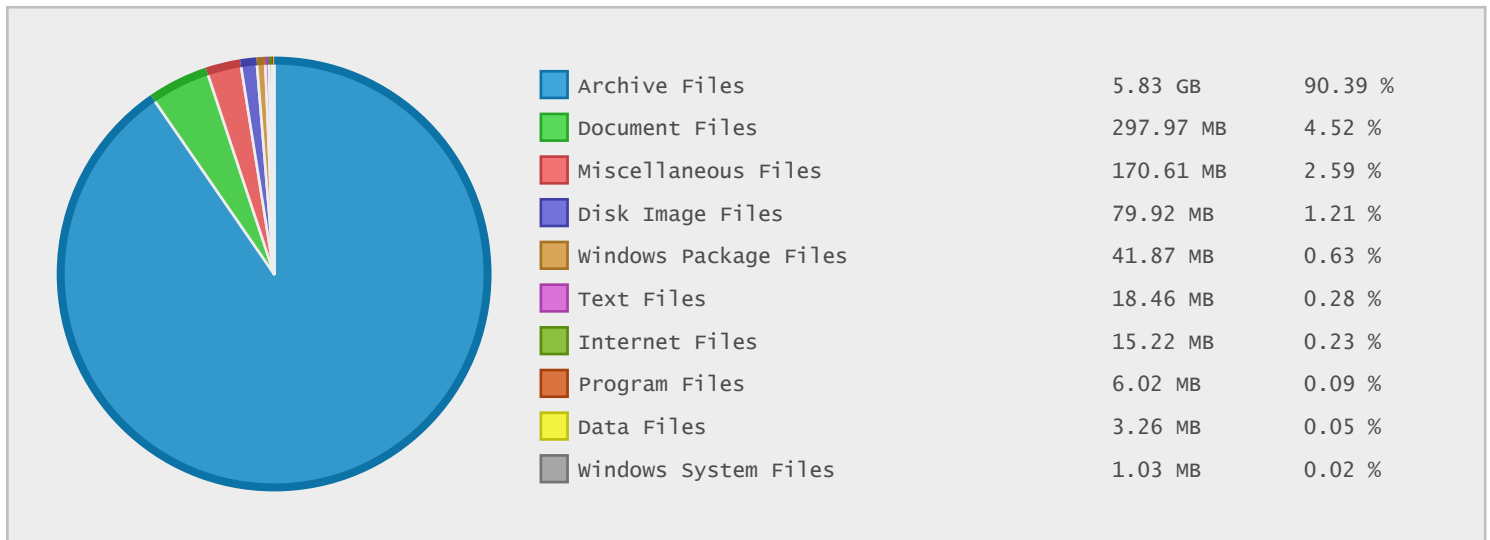 Archive Files 5.83 GB 90.39 %
Document Files 297.97 MB 4.52 %
Miscellaneous Files 170.61 MB 2.59 %
Disk Image Files 79.92 MB 1.21 %
Windows Package Files 41.87 MB 0.63 %
Text Files 18.46 MB 0.28 %
Internet Files 15.22 MB 0.23 %
Program Files 6.02 MB 0.09 %
Data Files 3.26 MB 0.05 %
Windows System Files 1.03 MB 0.02 %